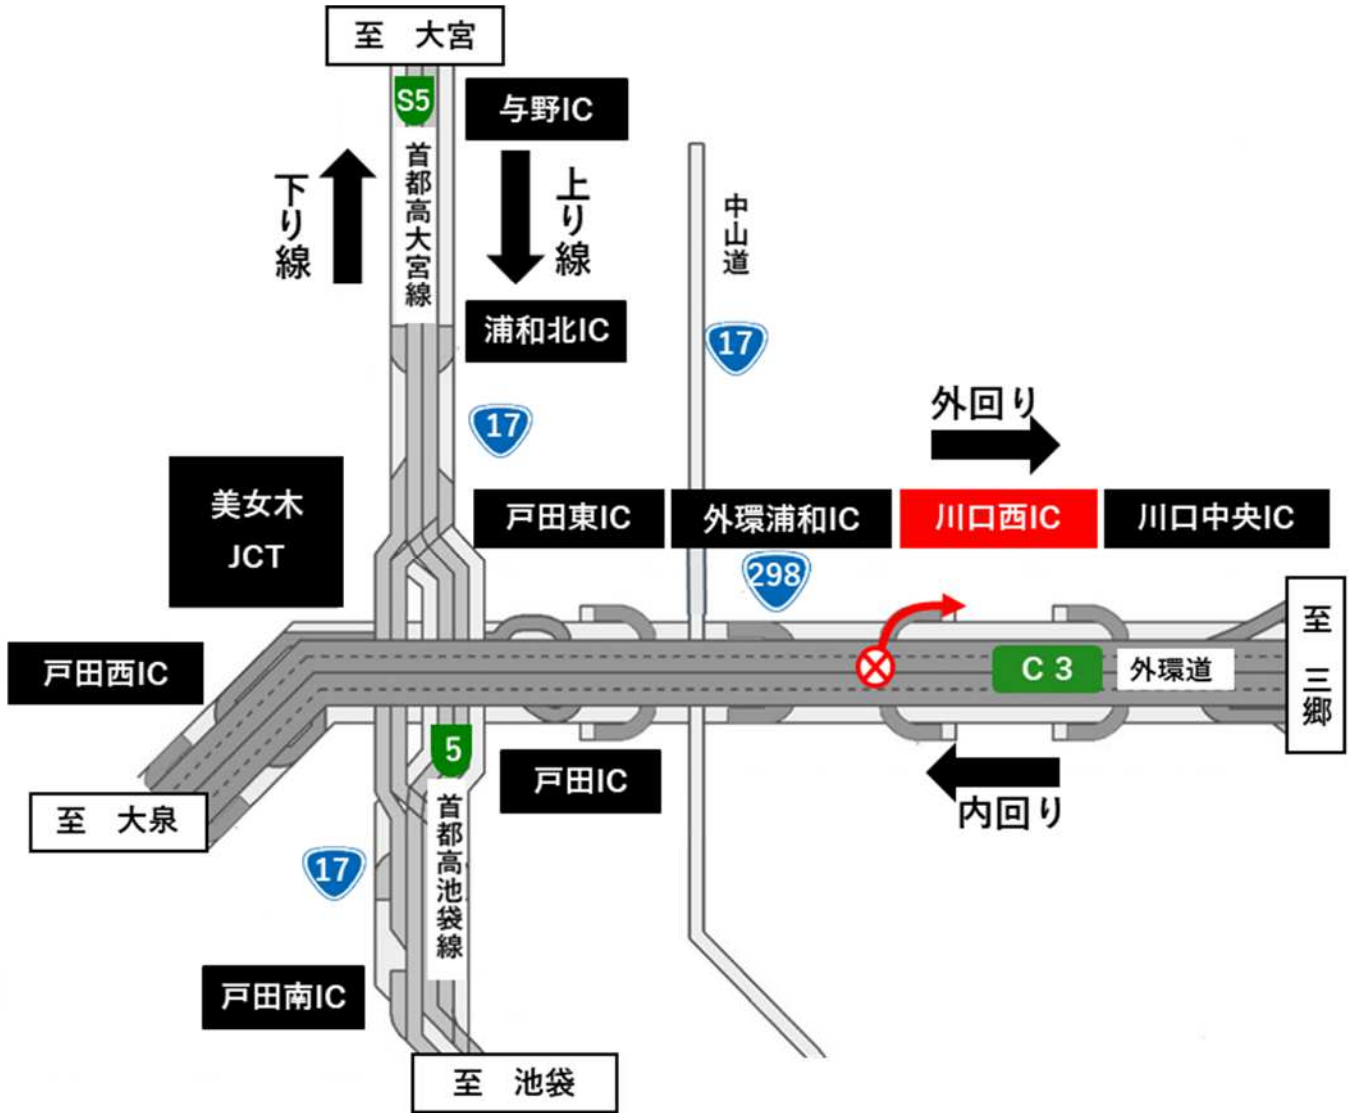 至 大宮
S5
与野IC
首都高大宮線
下り線
上り線
中山道
浦和北IC
17
17
外回り
美女木
JCT
戸田東IC
外環浦和IC
川口西IC
川口中央IC
298
至 三郷
戸田西IC
C 3
外環道
5
戸田IC
内回り
至 大泉
首都高池袋線
17
戸田南IC
至 池袋